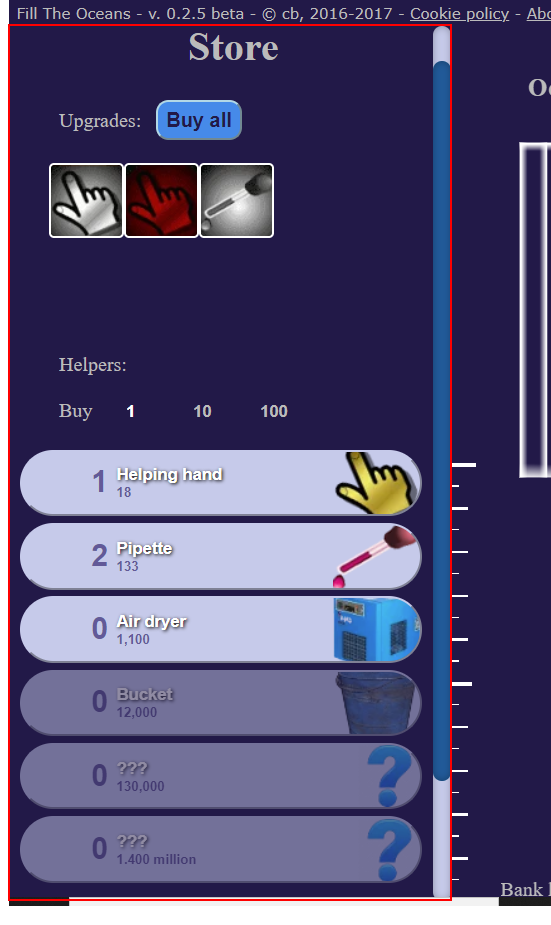 Fill The Oceans - v. 0.2.5 beta - © cb, 2016-2017 - Cookie policy -
Store
Upgrades: Buy all
Helpers:
Buy 1 10 100
1 Helping hand
18
2 Pipette
133
0 Air dryer
1,100
0 Bucket
12,000
0 ???
130,000
0 ???
1.400 million
Bank